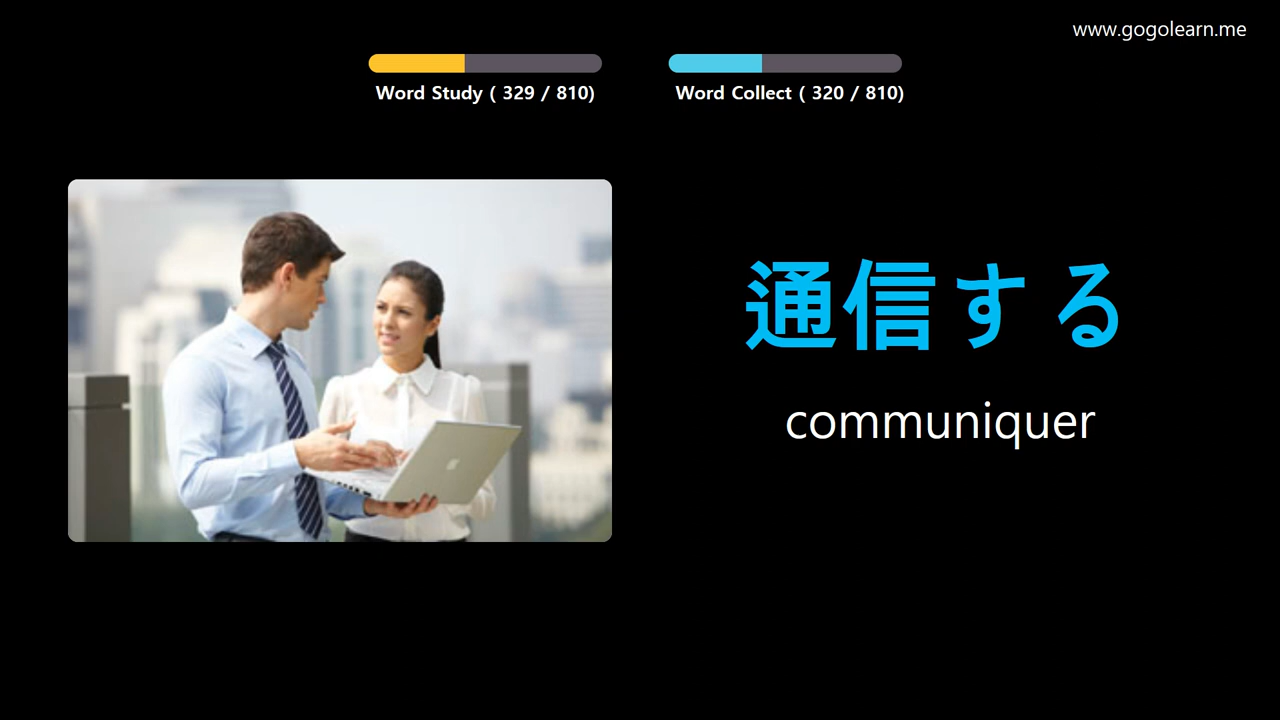 www.gogolearn.me
Word Study ( 329 / 810)
Word Collect ( 320 / 810)
通信する
communiquer